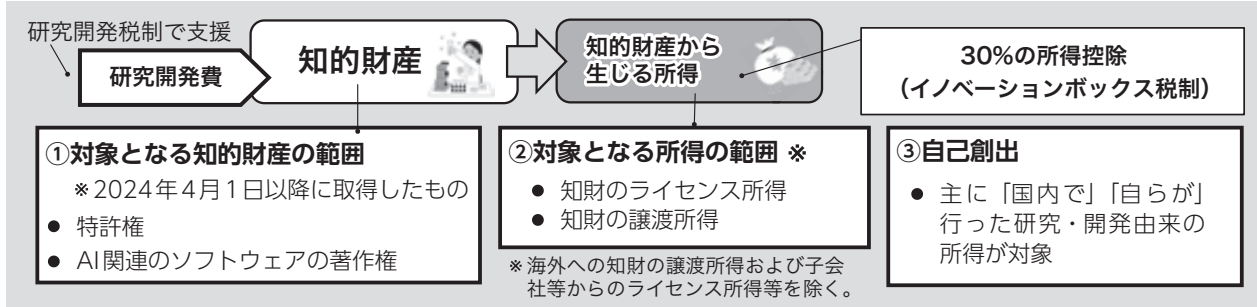 研究開発税制で支援
研究開発費
知的財産
知的財産から
生じる所得
30%の所得控除
（イノベーションボックス税制）
①対象となる知的財産の範囲
※2024年4月1日以降に取得したもの
● 特許権
● AI関連のソフトウェアの著作権
②対象となる所得の範囲 ※
● 知財のライセンス所得
● 知財の譲渡所得
※海外への知財の譲渡所得および子会
社等からのライセンス所得等を除く。
③自己創出
● 主に「国内で」「自らが」
行った研究・開発由来の
所得が対象